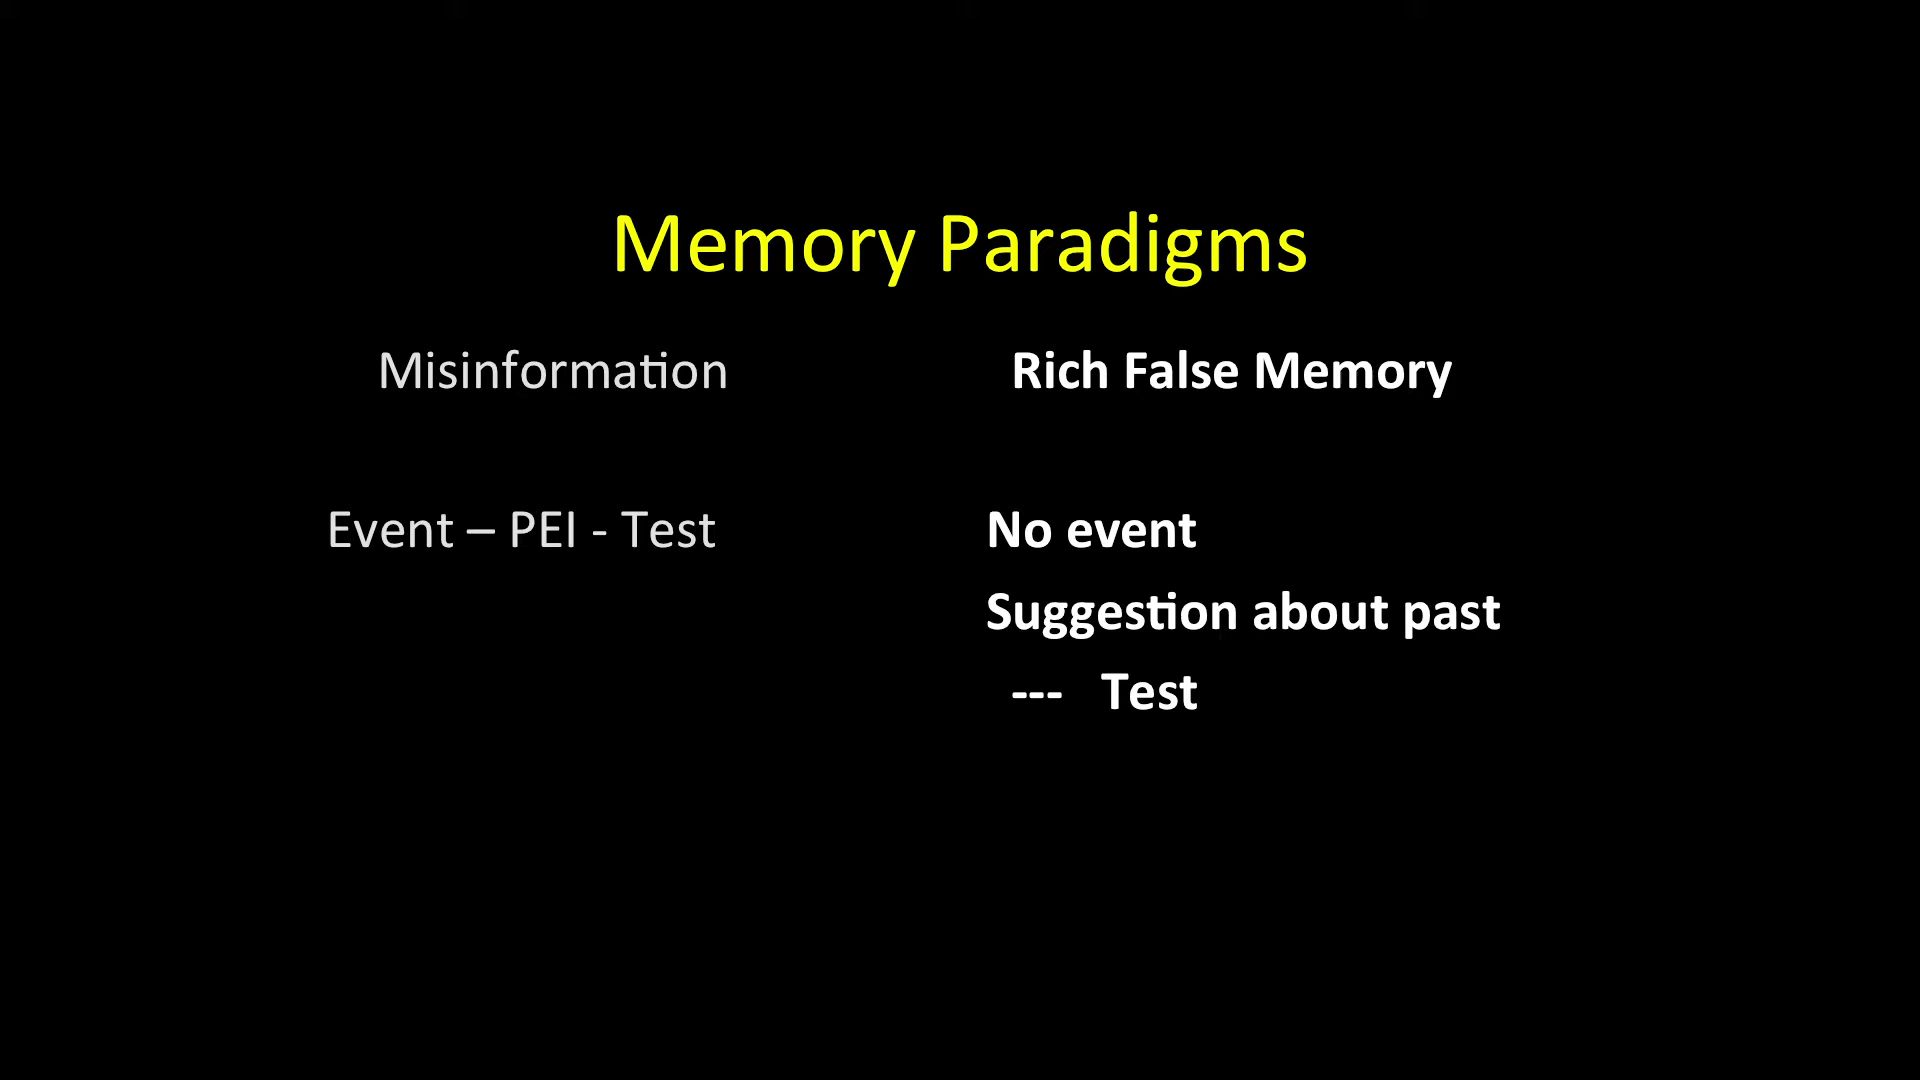 Memory Paradigms
Misinformation
Rich False Memory
Event – PEI - Test
No event
Suggestion about past
--- Test